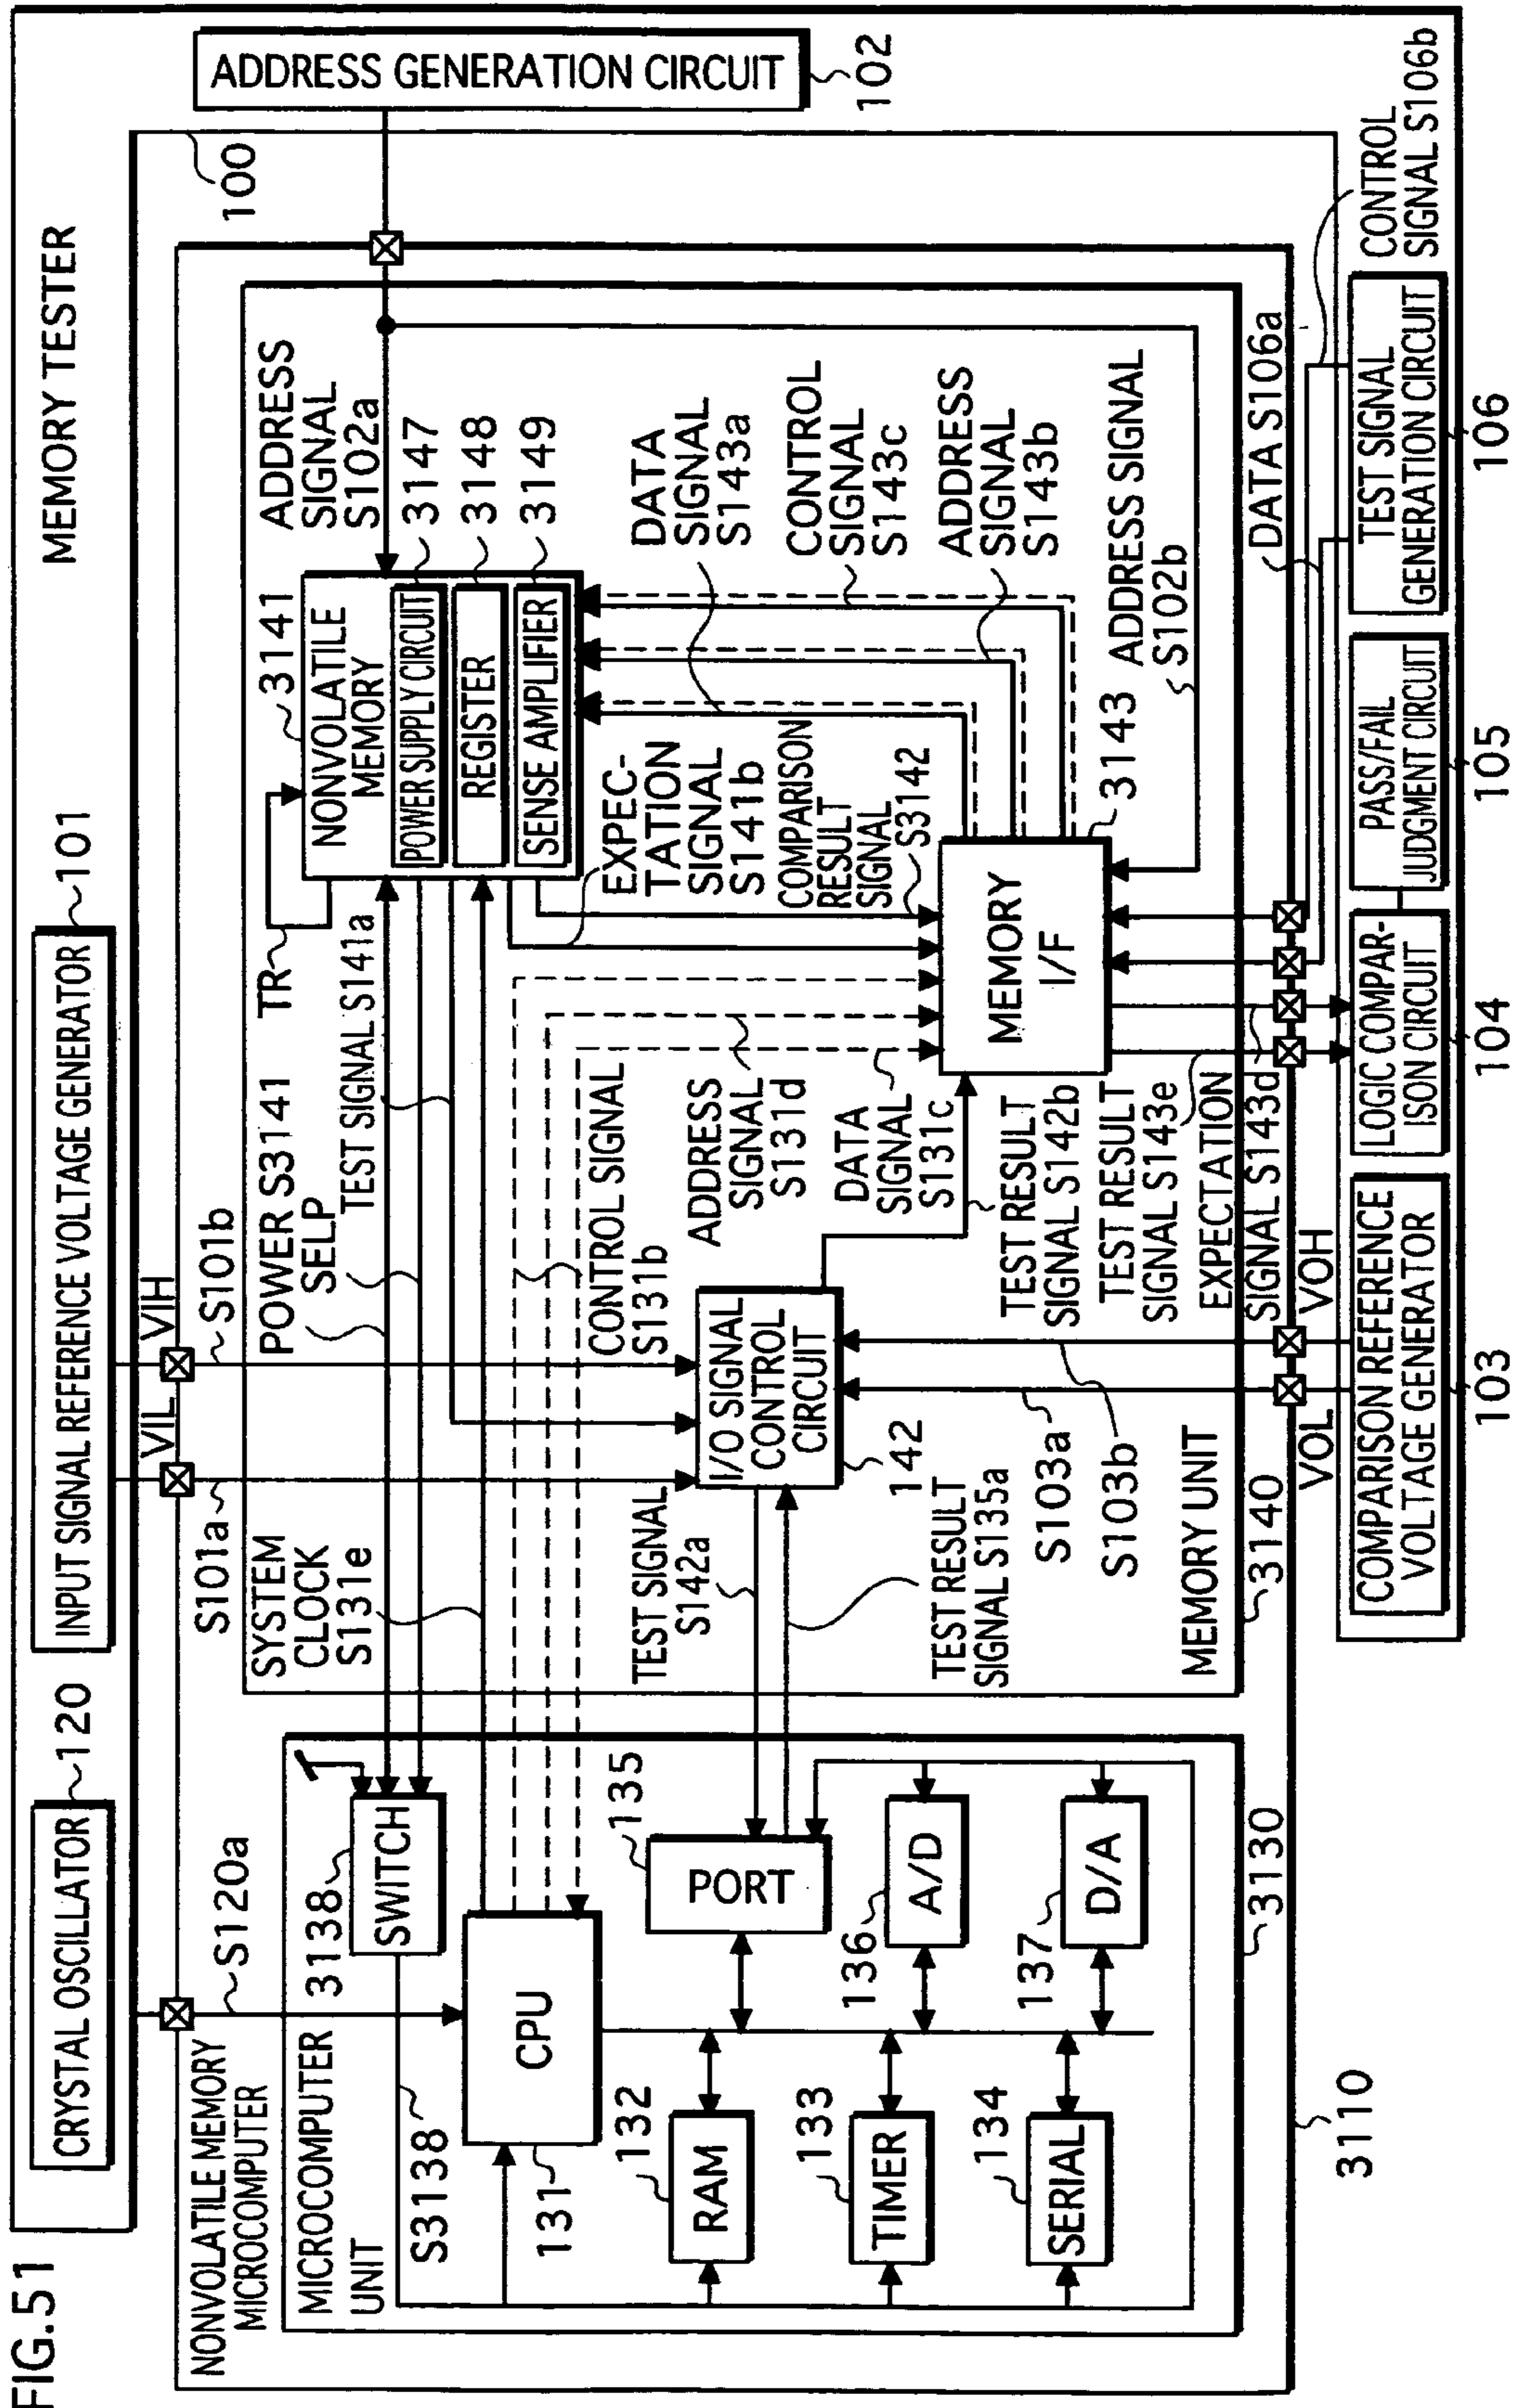 FIG.51
MEMORY TESTER
CRYSTAL OSCILLATOR
120
INPUT SIGNAL REFERENCE VOLTAGE GENERATOR
101
ADDRESS GENERATION CIRCUIT
102
100
VIL
VIH
S120a
S101a
S101b
NONVOLATILE MEMORY
MICROCOMPUTER
MICROCOMPUTER
UNIT
S3138
3138
SWITCH
131
CPU
132
RAM
133
TIMER
134
SERIAL
135
PORT
136
A/D
137
D/A
3130
3110
SYSTEM
CLOCK
S131e
POWER S3141
SELP
TEST SIGNAL S141a
TR
CONTROL SIGNAL
S131b
ADDRESS
SIGNAL
S131d
DATA
SIGNAL
S131c
TEST SIGNAL
S142a
I/O SIGNAL
CONTROL
CIRCUIT
142
TEST RESULT
SIGNAL S135a
S103a
S103b
MEMORY UNIT
3140
3141
NONVOLATILE
MEMORY
POWER SUPPLY CIRCUIT
REGISTER
SENSE AMPLIFIER
ADDRESS
SIGNAL
S102a
3147
3148
3149
EXPEC-
TATION
SIGNAL
S141b
COMPARISON
RESULT
SIGNAL
S3142
DATA
SIGNAL
S143a
CONTROL
SIGNAL
S143c
ADDRESS
SIGNAL
S143b
ADDRESS SIGNAL
S102b
MEMORY
I/F
3143
TEST RESULT
SIGNAL S142b
TEST RESULT
SIGNAL S143e
EXPECTATION
SIGNAL S143d
DATA S106a
CONTROL
SIGNAL S106b
VOL
VOH
COMPARISON REFERENCE
VOLTAGE GENERATOR
103
LOGIC COMPAR-
ISON CIRCUIT
104
PASS/FAIL
JUDGMENT CIRCUIT
105
TEST SIGNAL
GENERATION CIRCUIT
106